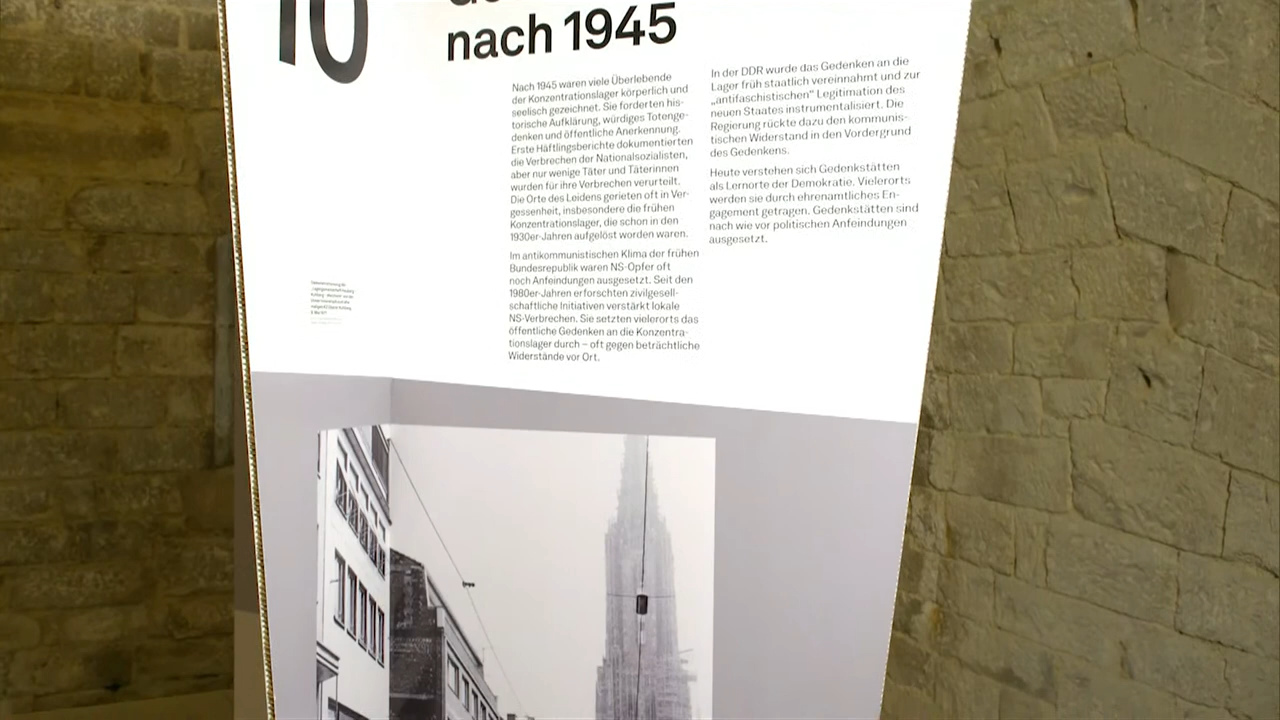 10
nach 1945
Nach 1945 waren viele Überlebende
der Konzentrationslager körperlich und
seelisch gezeichnet. Sie forderten his-
torische Aufklärung, würdiges Totenge-
denken und öffentliche Anerkennung.
Erste Häftlingsberichte dokumentierten
die Verbrechen der Nationalsozialisten,
aber nur wenige Täter und Täterinnen
wurden für ihre Verbrechen verurteilt.
Die Orte des Leidens gerieten oft in Ver-
gessenheit, insbesondere die frühen
Konzentrationslager, die schon in den
1930er-Jahren aufgelöst worden waren.
Im antikommunistischen Klima der frühen
Bundesrepublik waren NS-Opfer oft
noch Anfeindungen ausgesetzt. Seit den
1980er-Jahren erforschten zivilgesell-
schaftliche Initiativen verstärkt lokale
NS-Verbrechen. Sie setzten vielerorts das
öffentliche Gedenken an die Konzentra-
tionslager durch – oft gegen beträchtliche
Widerstände vor Ort.
In der DDR wurde das Gedenken an die
Lager früh staatlich vereinnahmt und zur
„antifaschistischen“ Legitimation des
neuen Staates instrumentalisiert. Die
Regierung rückte dazu den kommunis-
tischen Widerstand in den Vordergrund
des Gedenkens.
Heute verstehen sich Gedenkstätten
als Lernorte der Demokratie. Vielerorts
werden sie durch ehrenamtliches En-
gagement getragen. Gedenkstätten sind
nach wie vor politischen Anfeindungen
ausgesetzt.